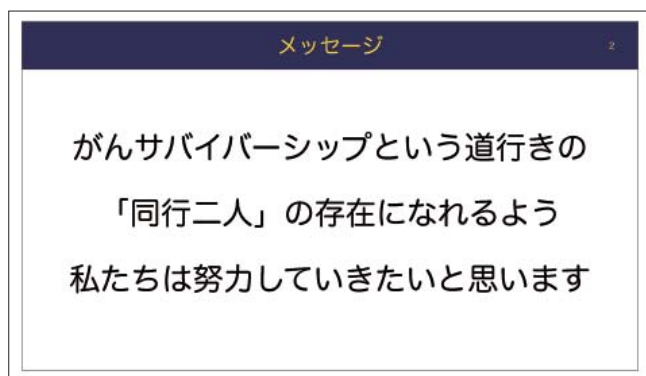 メッセージ
2
がんサバイバーシップという道行きの
「同行二人」の存在になれるよう
私たちは努力していきたいと思います